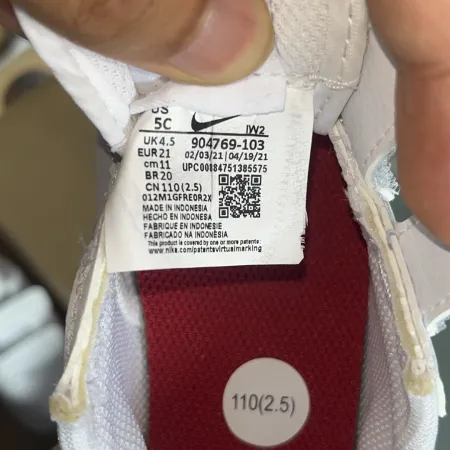 US
5C
IW2
UK 4.5
904769-103
EUR 21
02/03/21 04/19/21
cm 11
UPC 00884751385575
BR 20
CN 110 (2.5)
012M1GFRE0R2X
MADE IN INDONESIA
HECHO EN INDONESIA
FABRIQUE EN INDONESIE
FABRICADO NA INDONÉSIA
This product is covered by one or more patents. See
www.nike.com/patentsvirtualmarking
110(2.5)